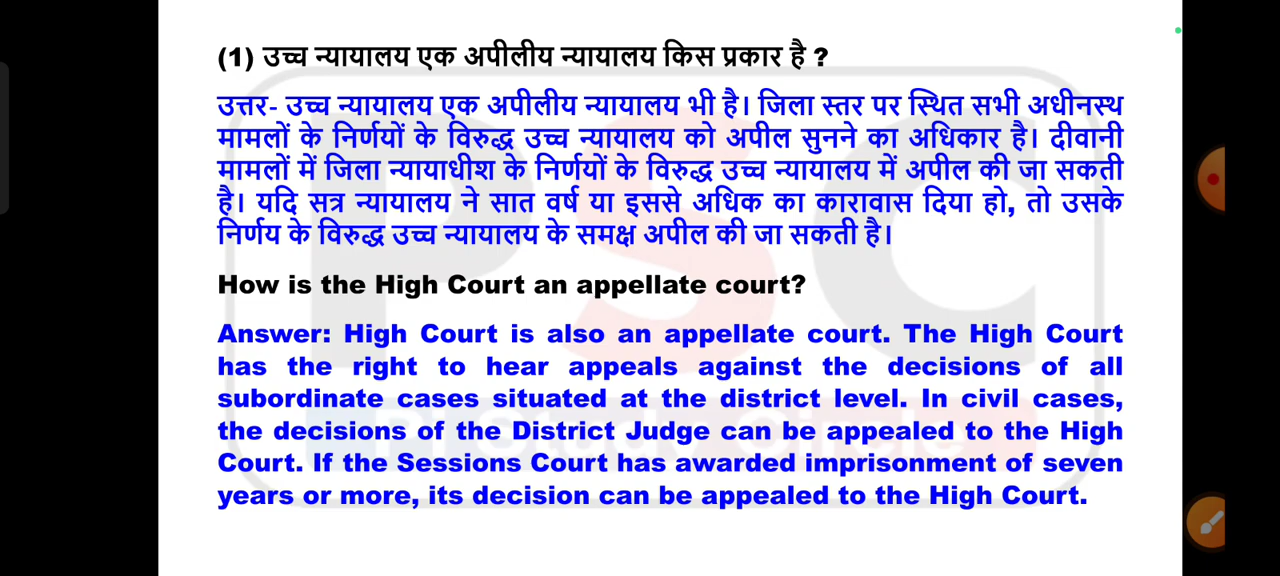 (1) उच्च न्यायालय एक अपीलीय न्यायालय किस प्रकार है ?
उत्तर- उच्च न्यायालय एक अपीलीय न्यायालय भी है। जिला स्तर पर स्थित सभी अधीनस्थ
मामलों के निर्णयों के विरुद्ध उच्च न्यायालय को अपील सुनने का अधिकार है। दीवानी
मामलों में जिला न्यायाधीश के निर्णयों के विरुद्ध उच्च न्यायालय में अपील की जा सकती
है। यदि सत्र न्यायालय ने सात वर्ष या इससे अधिक का कारावास दिया हो, तो उसके
निर्णय के विरुद्ध उच्च न्यायालय के समक्ष अपील की जा सकती है।
How is the High Court an appellate court?
Answer: High Court is also an appellate court. The High Court
has the right to hear appeals against the decisions of all
subordinate cases situated at the district level. In civil cases,
the decisions of the District Judge can be appealed to the High
Court. If the Sessions Court has awarded imprisonment of seven
years or more, its decision can be appealed to the High Court.
PSC